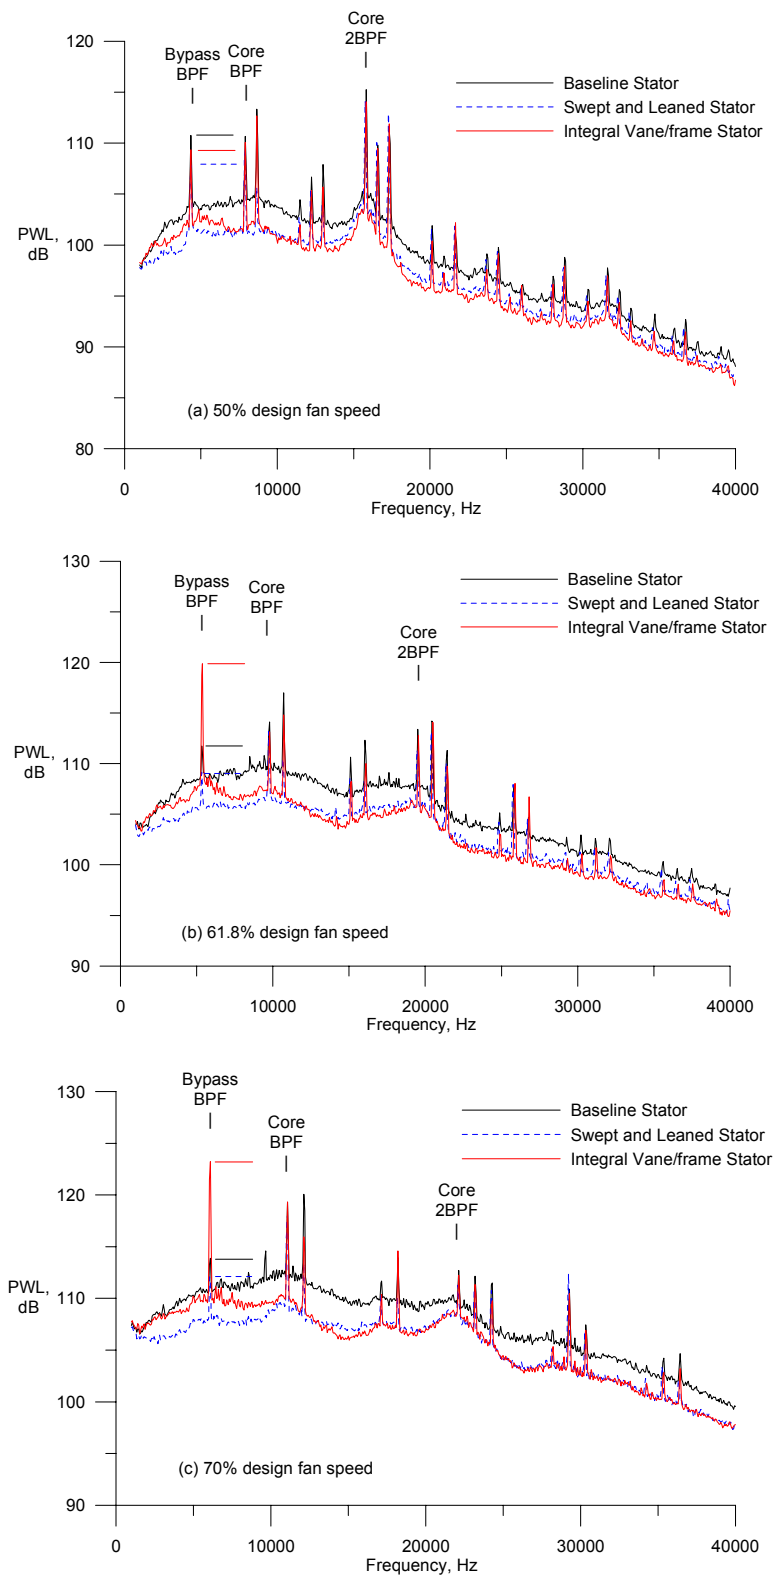 120
110
100
90
80
PWL,
dB
Bypass
BPF
Core
BPF
Core
2BPF
Baseline Stator
Swept and Leaned Stator
Integral Vane/frame Stator
(a) 50% design fan speed
0
10000
20000
30000
40000
Frequency, Hz
130
120
110
100
90
PWL,
dB
Bypass
BPF
Core
BPF
Core
2BPF
Baseline Stator
Swept and Leaned Stator
Integral Vane/frame Stator
(b) 61.8% design fan speed
0
10000
20000
30000
40000
Frequency, Hz
130
120
110
100
90
PWL,
dB
Bypass
BPF
Core
BPF
Core
2BPF
Baseline Stator
Swept and Leaned Stator
Integral Vane/frame Stator
(c) 70% design fan speed
0
10000
20000
30000
40000
Frequency, Hz